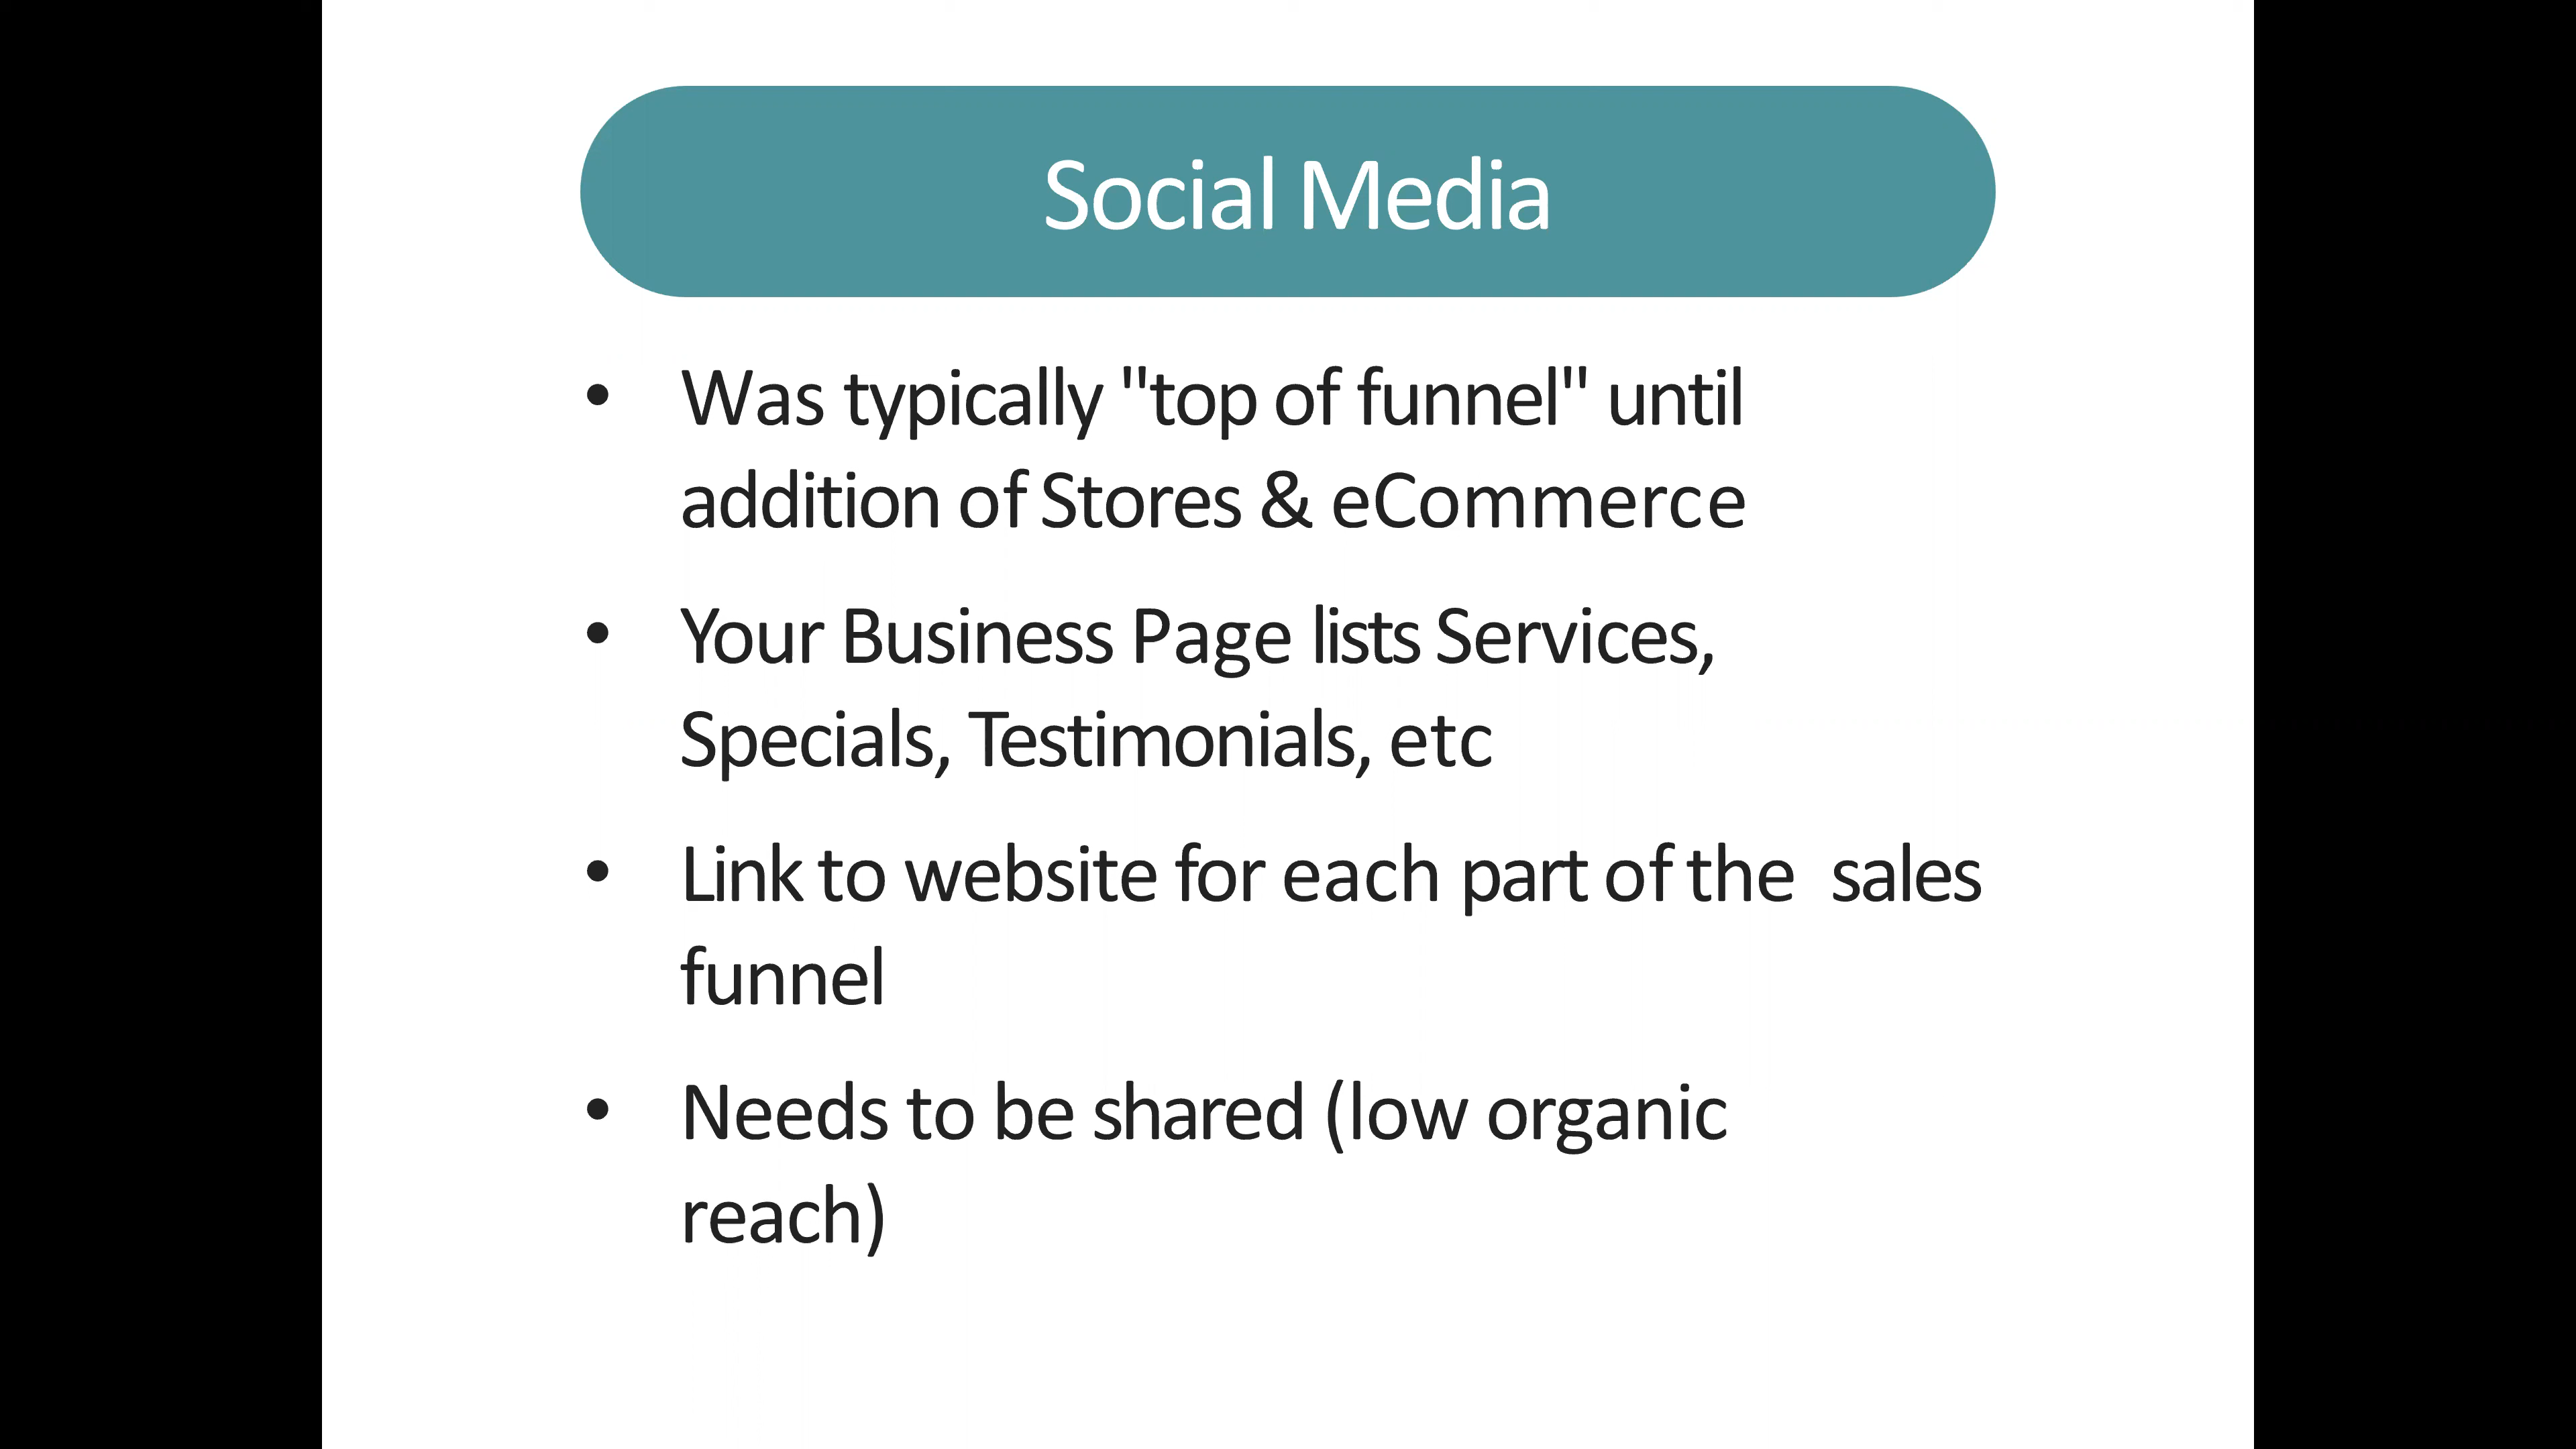 Social Media
• Was typically "top of funnel" until
addition of Stores & eCommerce
• Your Business Page lists Services,
Specials, Testimonials, etc
• Link to website for each part of the  sales
funnel
• Needs to be shared (low organic
reach)